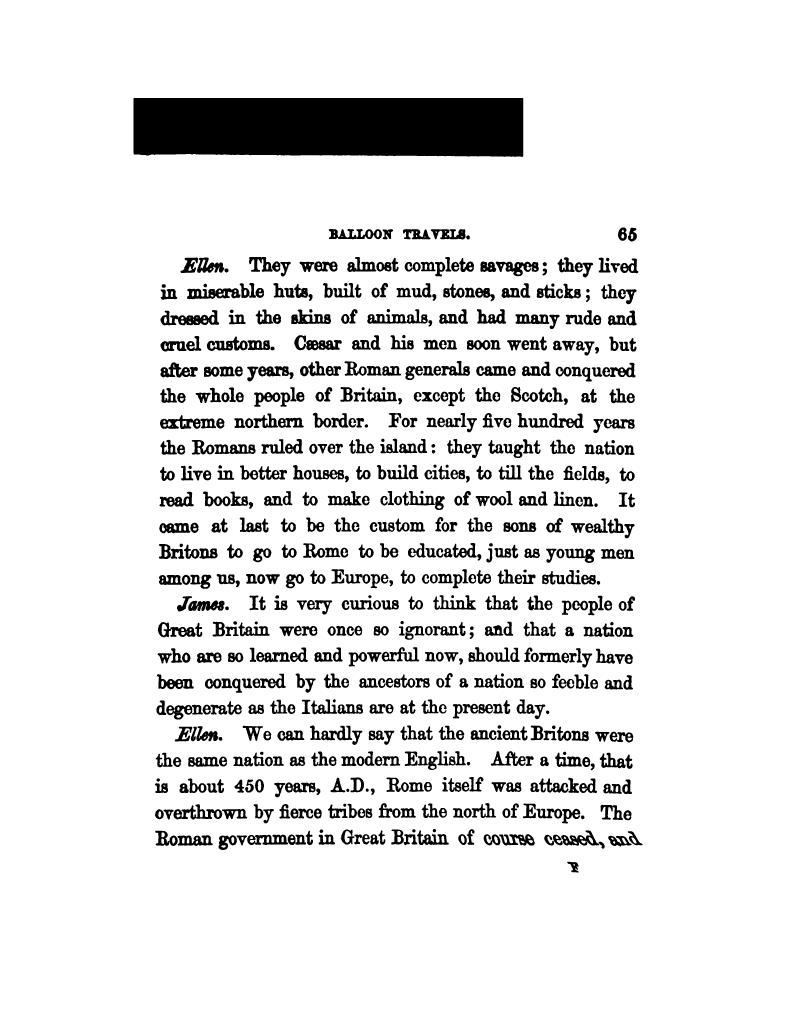 BALLOON TRAVELS. 65
Ellen. They were almost complete savages; they lived
in miserable huts, built of mud, stones, and sticks; they
dressed in the skins of animals, and had many rude and
cruel customs. Cæsar and his men soon went away, but
after some years, other Roman generals came and conquered
the whole people of Britain, except the Scotch, at the
extreme northern border. For nearly five hundred years
the Romans ruled over the island: they taught the nation
to live in better houses, to build cities, to till the fields, to
read books, and to make clothing of wool and linen. It
came at last to be the custom for the sons of wealthy
Britons to go to Rome to be educated, just as young men
among us, now go to Europe, to complete their studies.
James. It is very curious to think that the people of
Great Britain were once so ignorant; and that a nation
who are so learned and powerful now, should formerly have
been conquered by the ancestors of a nation so feeble and
degenerate as the Italians are at the present day.
Ellen. We can hardly say that the ancient Britons were
the same nation as the modern English. After a time, that
is about 450 years, A.D., Rome itself was attacked and
overthrown by fierce tribes from the north of Europe. The
Roman government in Great Britain of course ceased, and